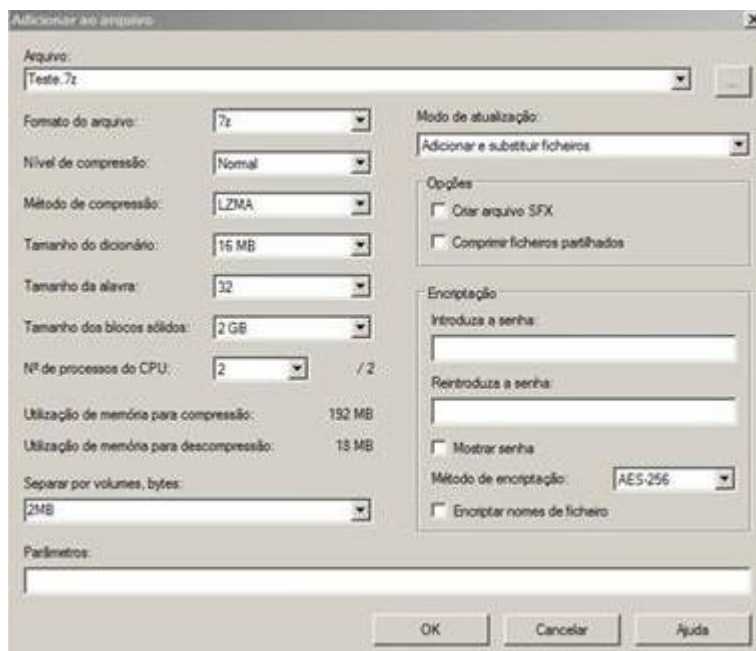 Adicionar ao arquivo
Arquivo:
Teste.7z
...
Formato do arquivo: 7z
Nível de compressão: Normal
Método de compressão: LZMA
Tamanho do dicionário: 16 MB
Tamanho da alavra: 32
Tamanho dos blocos sólidos: 2 GB
Nº de processos do CPU: 2 / 2
Utilização de memória para compressão: 192 MB
Utilização de memória para descompressão: 18 MB
Separar por volumes, bytes:
2MB
Modo de atualização:
Adicionar e substituir ficheiros
Opções
Criar arquivo SFX
Comprimir ficheiros partilhados
Encriptação
Introduza a senha:
Reintroduza a senha:
Mostrar senha
Método de encriptação: AES-256
Encriptar nomes de ficheiro
Parâmetros:
OK Cancelar Ajuda